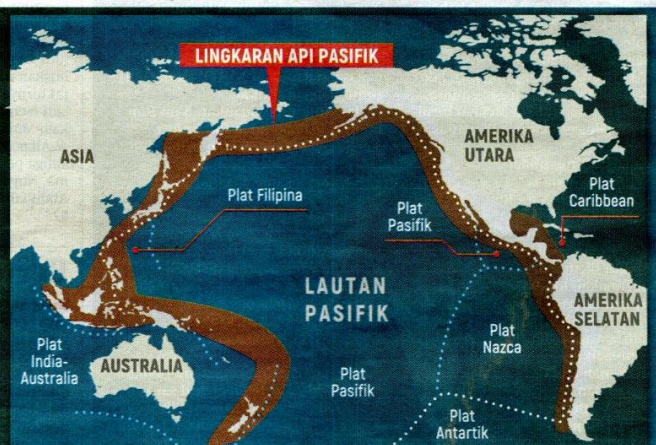 LINGKARAN API PASIFIK
ASIA
AMERIKA
UTARA
Plat Filipina
Plat
Pasifik
Plat
Caribbean
LAUTAN
PASIFIK
AMERIKA
SELATAN
Plat
India-
Australia
AUSTRALIA
Plat
Nazca
Plat
Pasifik
Plat
Antartik